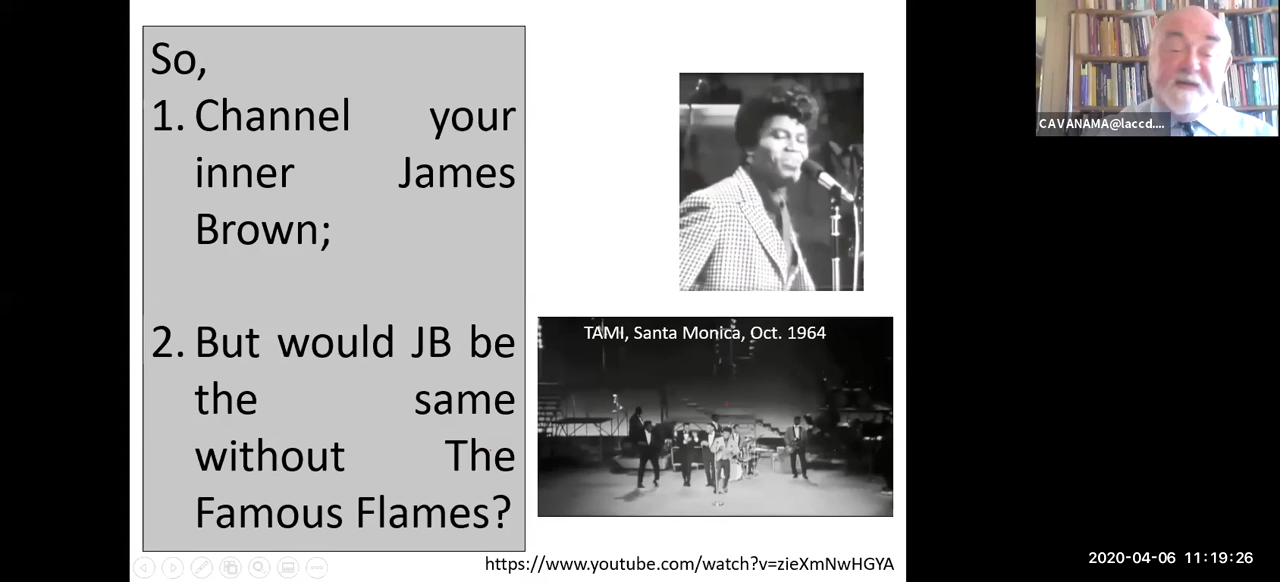 So,
1. Channel your
inner James
Brown;
2. But would JB be
the same
without The
Famous Flames?
TAMI, Santa Monica, Oct. 1964
https://www.youtube.com/watch?v=zieXmNwHGYA
CAVANAMA@laccd....
2020-04-06 11:19:26